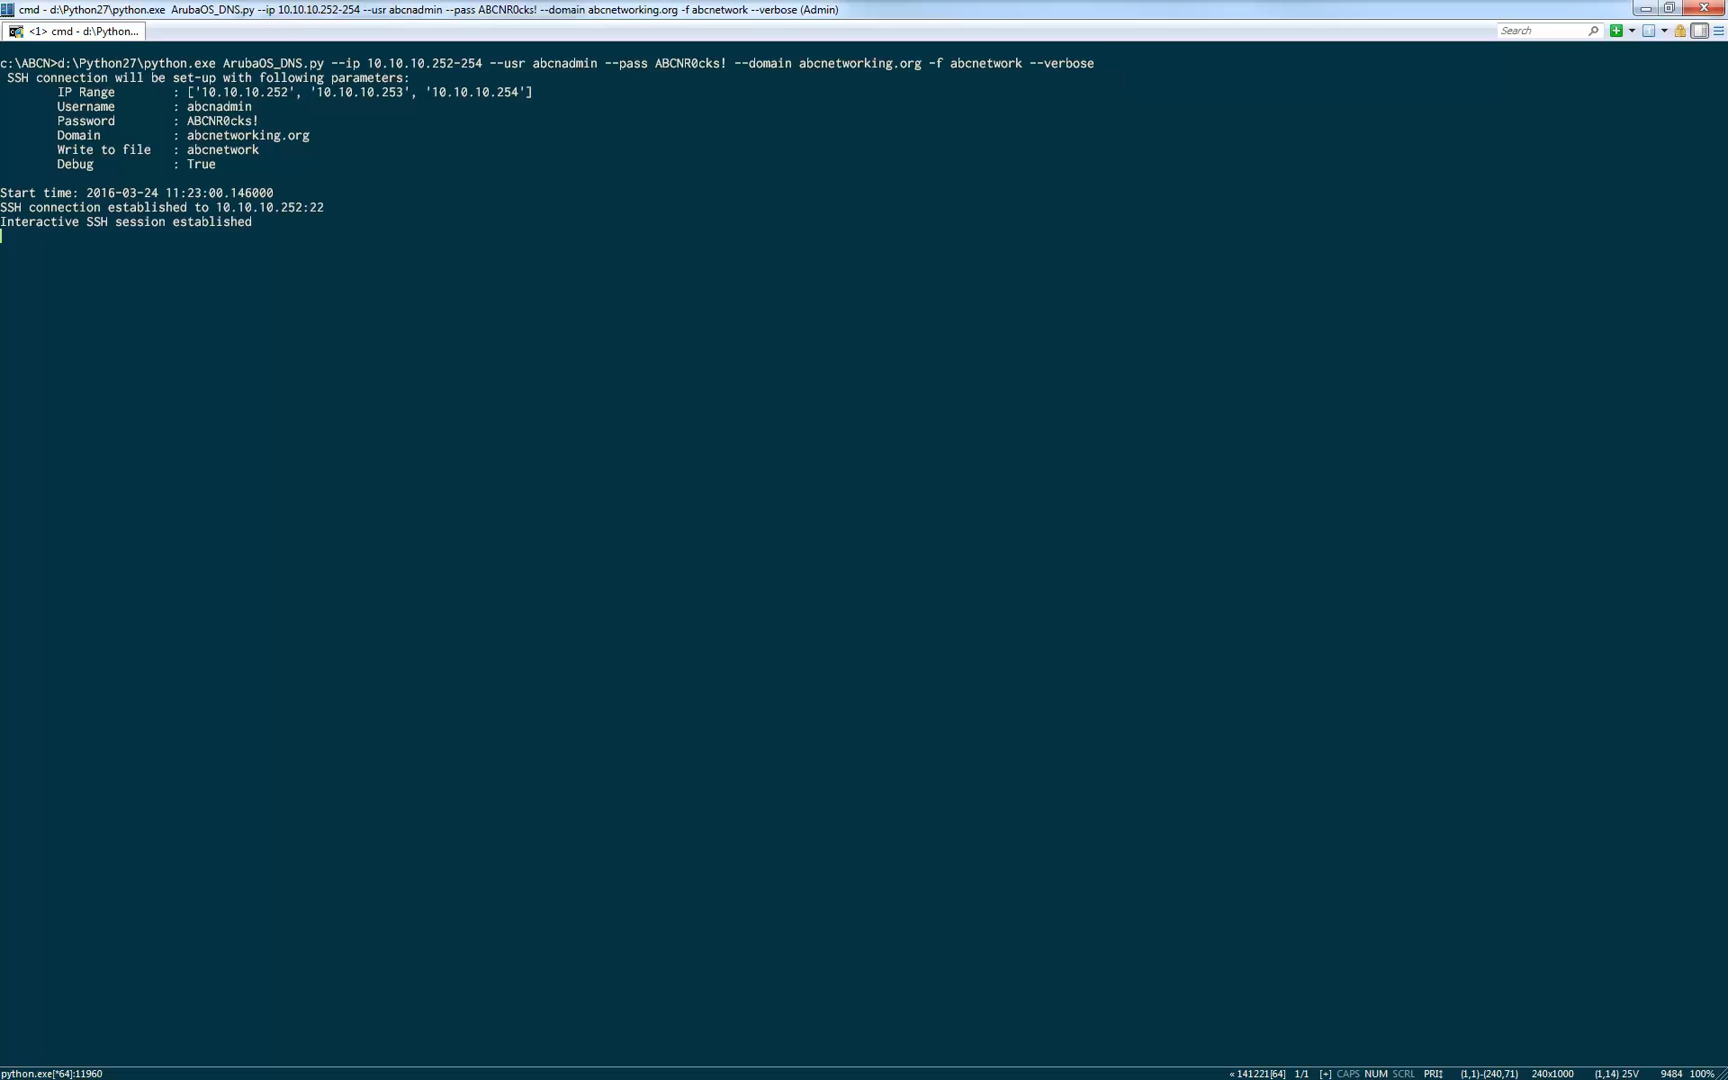 cmd - d:\Python27\python.exe  ArubaOS_DNS.py --ip 10.10.10.252-254 --usr abcnadmin --pass ABCNR0cks! --domain abcnetworking.org -f abcnetwork --verbose (Admin)
<1> cmd - d:\Python...
Search
c:\ABCN>d:\Python27\python.exe ArubaOS_DNS.py --ip 10.10.10.252-254 --usr abcnadmin --pass ABCNR0cks! --domain abcnetworking.org -f abcnetwork --verbose
SSH connection will be set-up with following parameters:
IP Range : ['10.10.10.252', '10.10.10.253', '10.10.10.254']
Username : abcnadmin
Password : ABCNR0cks!
Domain : abcnetworking.org
Write to file : abcnetwork
Debug : True
Start time: 2016-03-24 11:23:00.146000
SSH connection established to 10.10.10.252:22
Interactive SSH session established
python.exe[*64]:11960 « 141221[64] 1/1 [+] CAPS NUM SCRL PRI‡ (1,1)-(240,71) 240x1000 (1,14) 25V 9484 100%